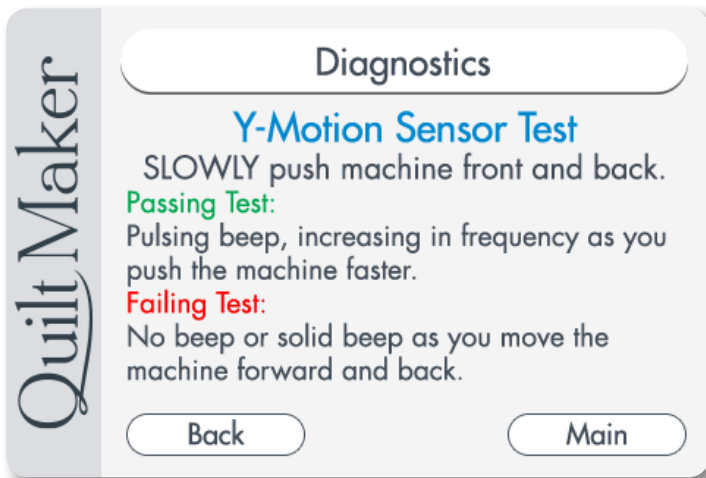 Quilt Maker
Diagnostics
Y-Motion Sensor Test
SLOWLY push machine front and back.
Passing Test:
Pulsing beep, increasing in frequency as you
push the machine faster.
Failing Test:
No beep or solid beep as you move the
machine forward and back.
Back
Main